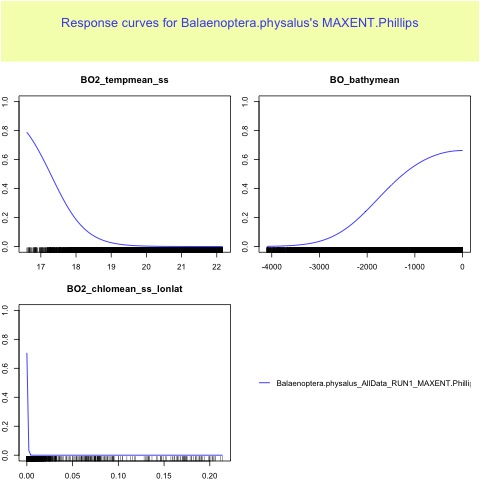 Response curves for Balaenoptera.physalus's MAXENT.Phillips
BO2_tempmean_ss
BO_bathymean
0.0 0.2 0.4 0.6 0.8 1.0
17 18 19 20 21 22
0.0 0.2 0.4 0.6 0.8 1.0
-4000 -3000 -2000 -1000 0
BO2_chlomean_ss_lonlat
0.0 0.2 0.4 0.6 0.8 1.0
0.00 0.05 0.10 0.15 0.20
Balaenoptera.physalus_AllData_RUN1_MAXENT.Phillip